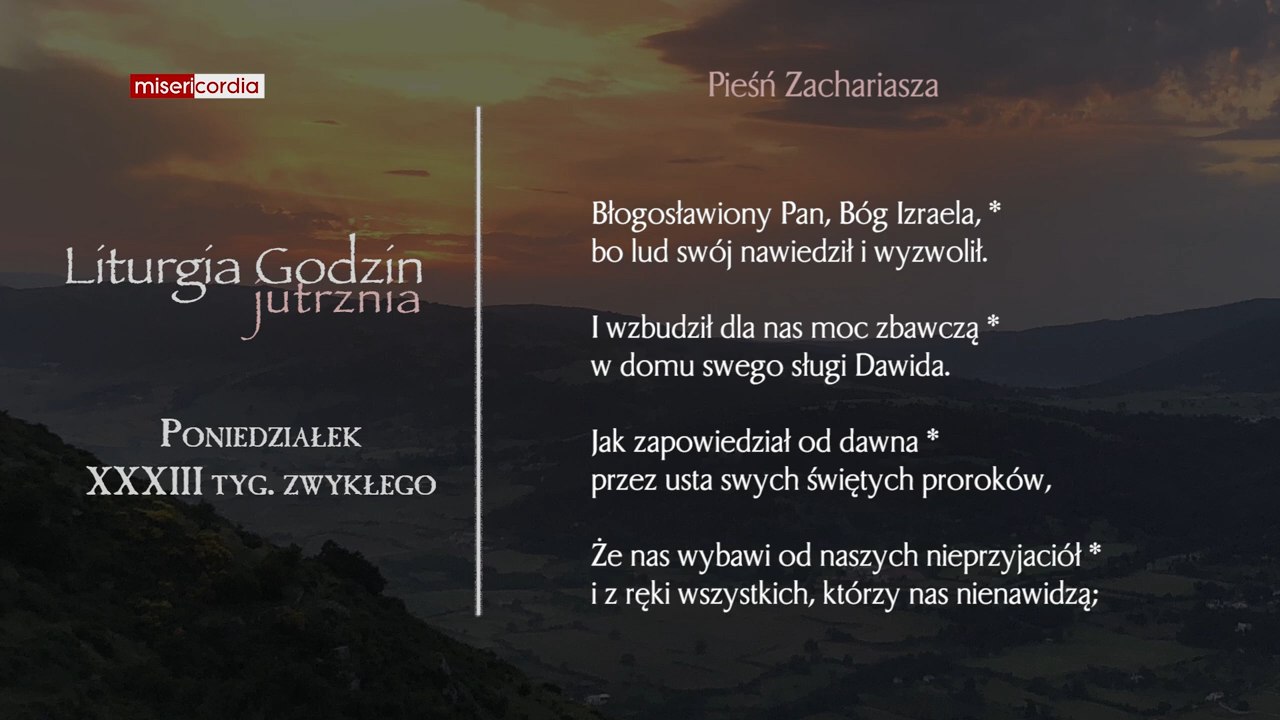 misericordia
Liturgia Godzin
jutrznia
Poniedziałek
XXXIII tyg. zwykłego
Pieśń Zachariasza
Błogosławiony Pan, Bóg Izraela, *
bo lud swój nawiedził i wyzwolił.
I wzbudził dla nas moc zbawczą *
w domu swego sługi Dawida.
Jak zapowiedział od dawna *
przez usta swych świętych proroków,
Że nas wybawi od naszych nieprzyjaciół *
i z ręki wszystkich, którzy nas nienawidzą;